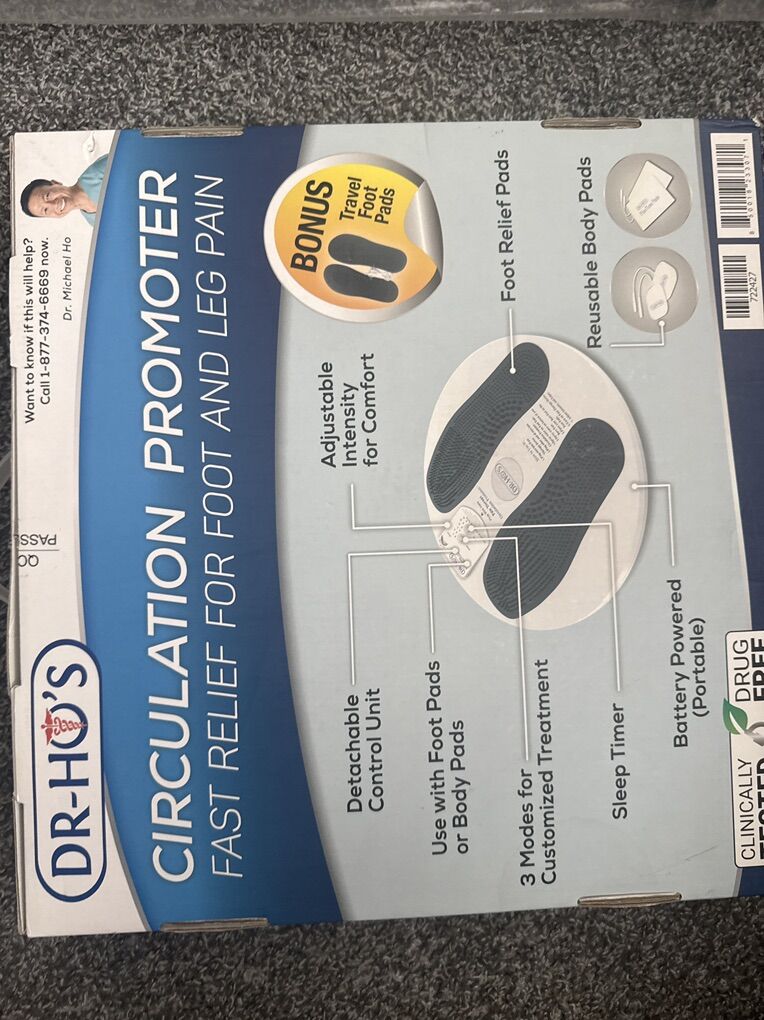 DR-HO'S
Want to know if this will help?
Call 1-877-374-6669 now.
Dr. Michael Ho
CIRCULATION PROMOTER
FAST RELIEF FOR FOOT AND LEG PAIN
BONUS
Travel
Foot
Pads
Detachable
Control Unit
Adjustable
Intensity
for Comfort
Use with Foot Pads
or Body Pads
Foot Relief Pads
3 Modes for
Customized Treatment
Sleep Timer
Reusable Body Pads
Battery Powered
(Portable)
DR-HO'S
CLINICALLY
TESTED
DRUG
FREE
722427